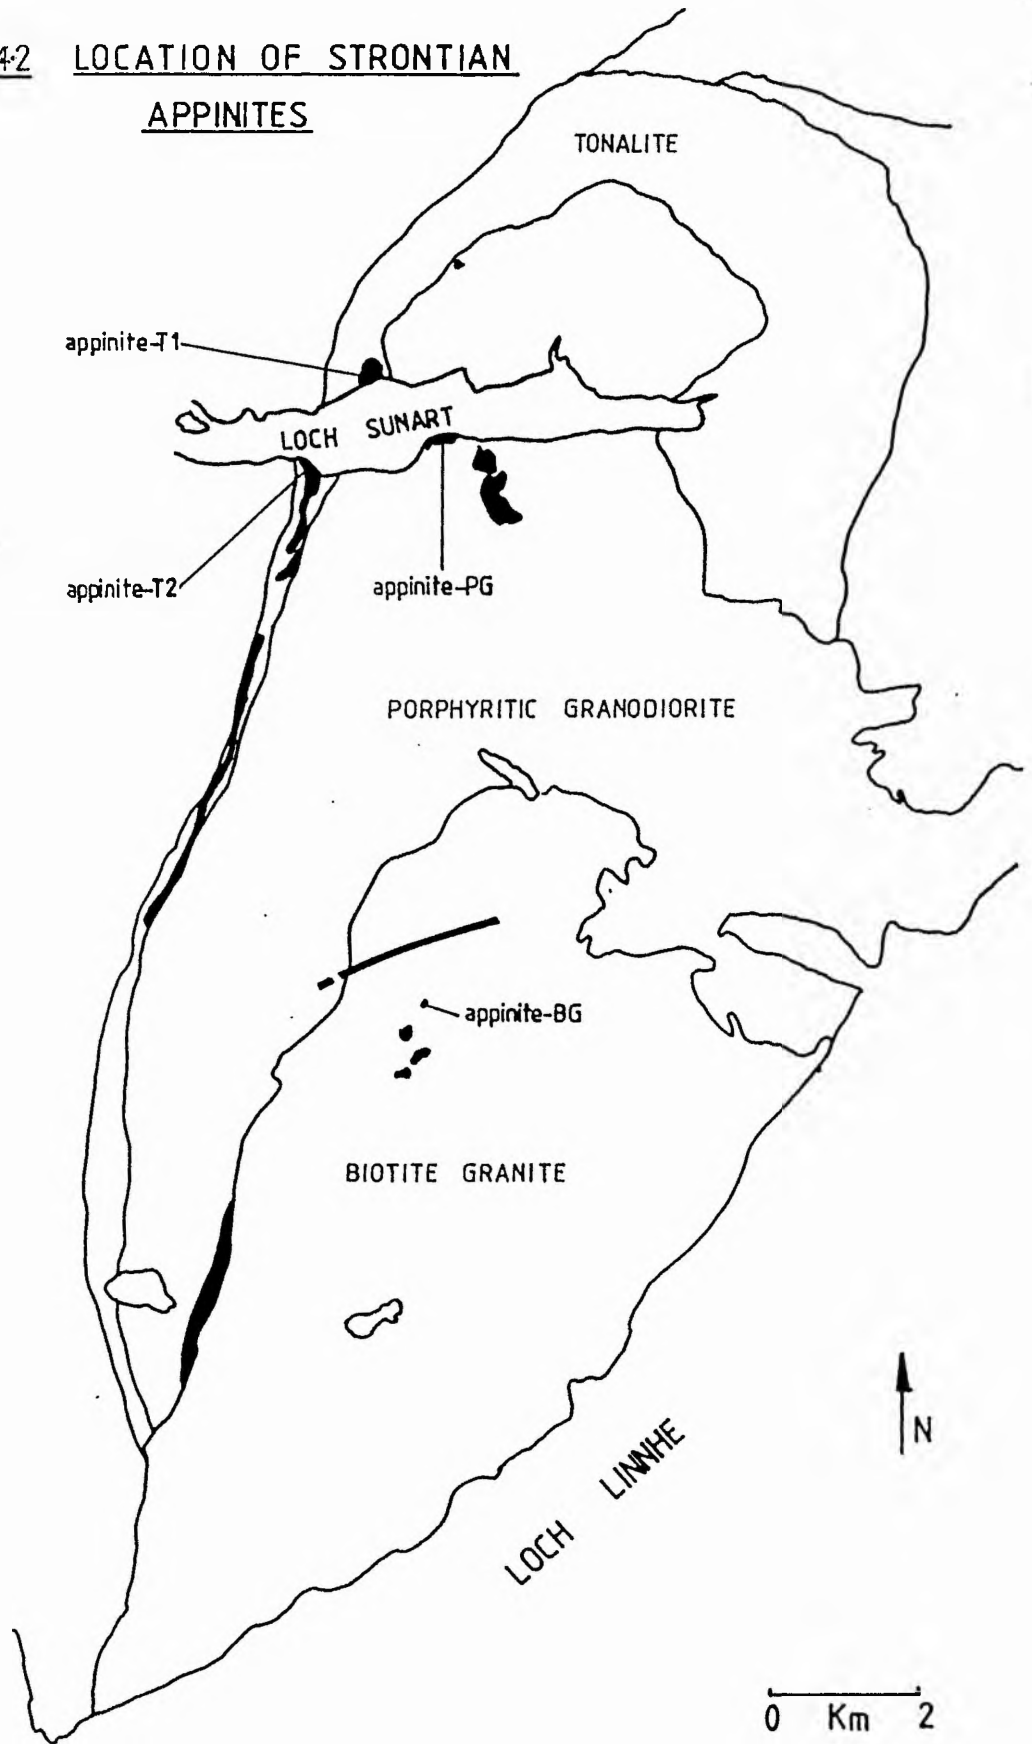 4·2 LOCATION OF STRONTIAN
APPINITES
TONALITE
appinite-T1
LOCH SUNART
appinite-T2
appinite-PG
PORPHYRITIC GRANODIORITE
appinite-BG
BIOTITE GRANITE
N
LOCH LINNHE
0 Km 2